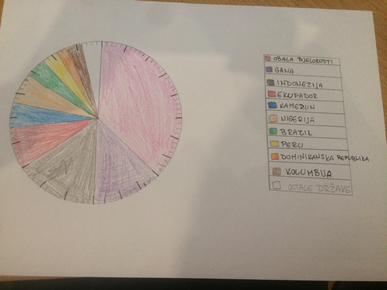 OBALA BJELOKOSTI
GANA
INDONEZIJA
EKVADOR
KAMERUN
NIGERIJA
BRAZIL
PERU
DOMINIKANSKA REPUBLIKA
KOLUMBIJA
OSTALE DRŽAVE